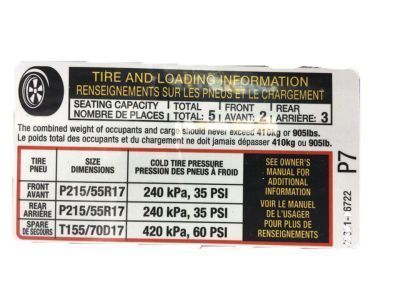 TIRE AND LOADING INFORMATION
RENSEIGNEMENTS SUR LES PNEUS ET LE CHARGEMENT
SEATING CAPACITY TOTAL FRONT REAR
NOMBRE DE PLACES TOTAL: 5 AVANT: 2 ARRIÈRE: 3
The combined weight of occupants and cargo should never exceed 410kg or 905lbs.
Le poids total des occupants et du chargement ne doit jamais dépasser 410kg ou 905lb.
TIRE SIZE COLD TIRE PRESSURE
PNEU DIMENSIONS PRESSION DES PNEUS À FROID
FRONT
AVANT P215/55R17 240 kPa, 35 PSI
REAR
ARRIÈRE P215/55R17 240 kPa, 35 PSI
SPARE
DE SECOURS T155/70D17 420 kPa, 60 PSI
SEE OWNER'S
MANUAL FOR
ADDITIONAL
INFORMATION
VOIR LE MANUEL
DE L'USAGER
POUR PLUS DE
RENSEIGNEMENTS
P7
6722